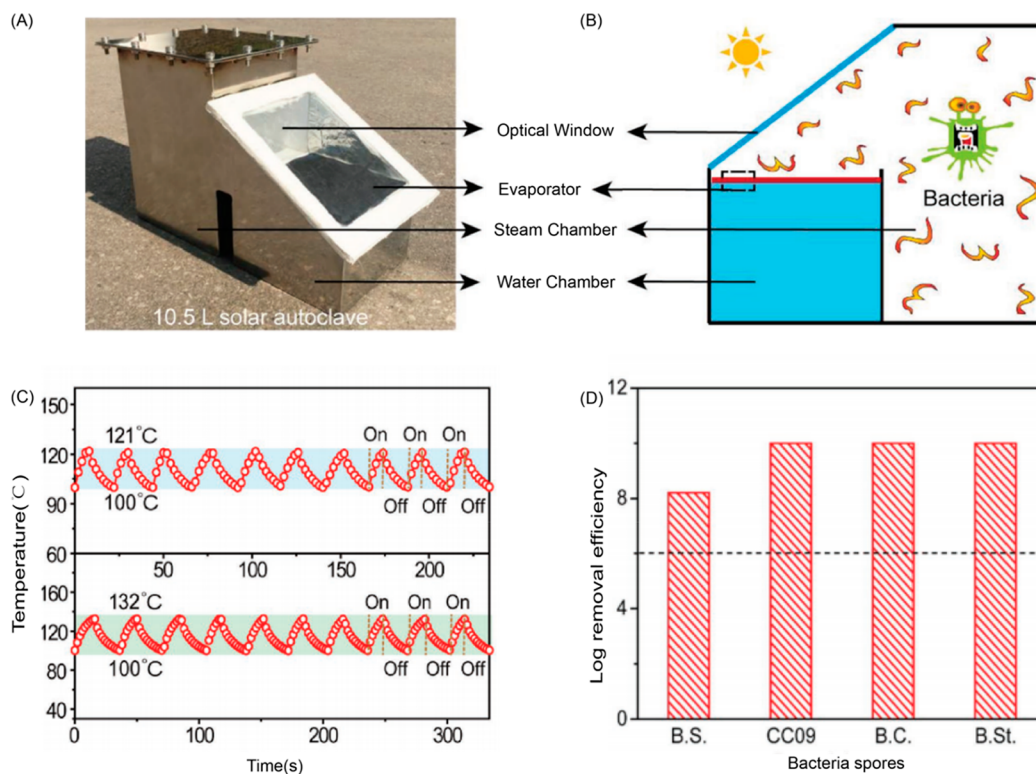 (A)
10.5 L solar autoclave
Optical Window
Evaporator
Steam Chamber
Water Chamber
(B)
Bacteria
(C)
Temperature(℃)
150
120
90
60
121°C
100°C
On On On
Off Off Off
50 100 150 200
160
120
80
40
132°C
100°C
On On On
Off Off Off
0 100 200 300
Time(s)
(D)
Log removal efficiency
12
8
4
0
B.S. CC09 B.C. B.St.
Bacteria spores